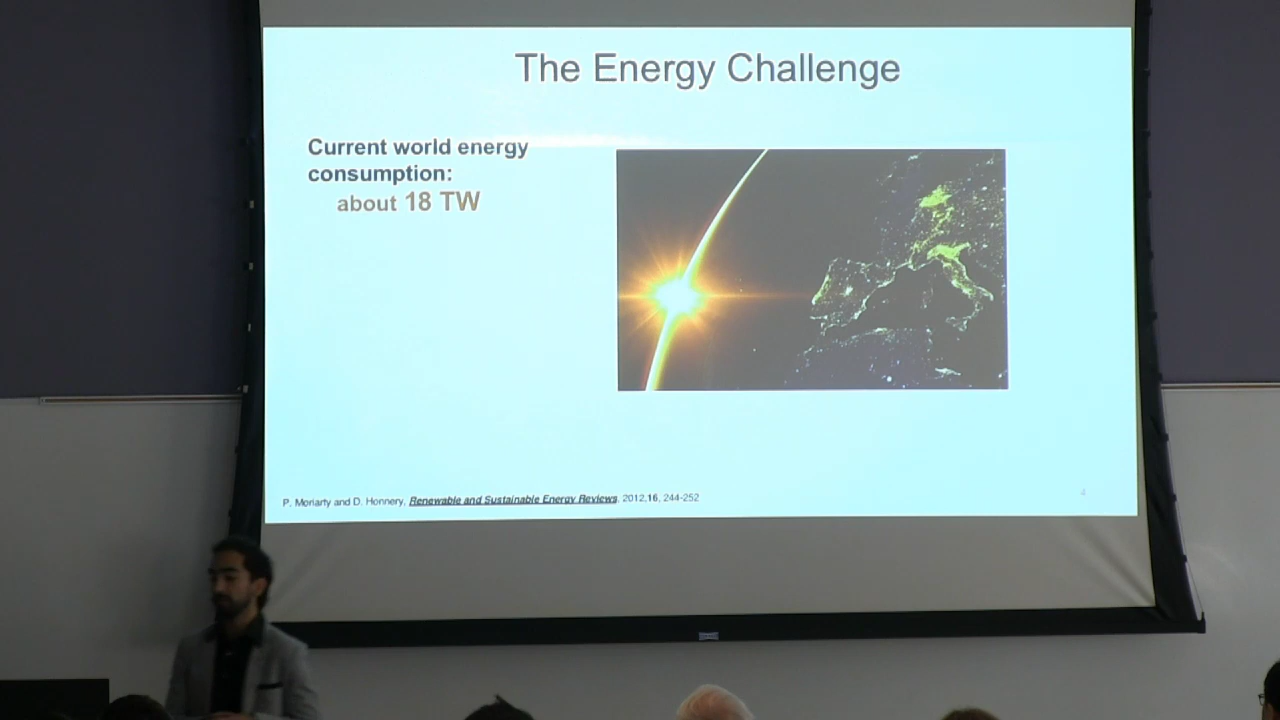 The Energy Challenge
Current world energy
consumption:
about 18 TW
P. Moriarty and D. Honnery, Renewable and Sustainable Energy Reviews, 2012,16, 244-252
4